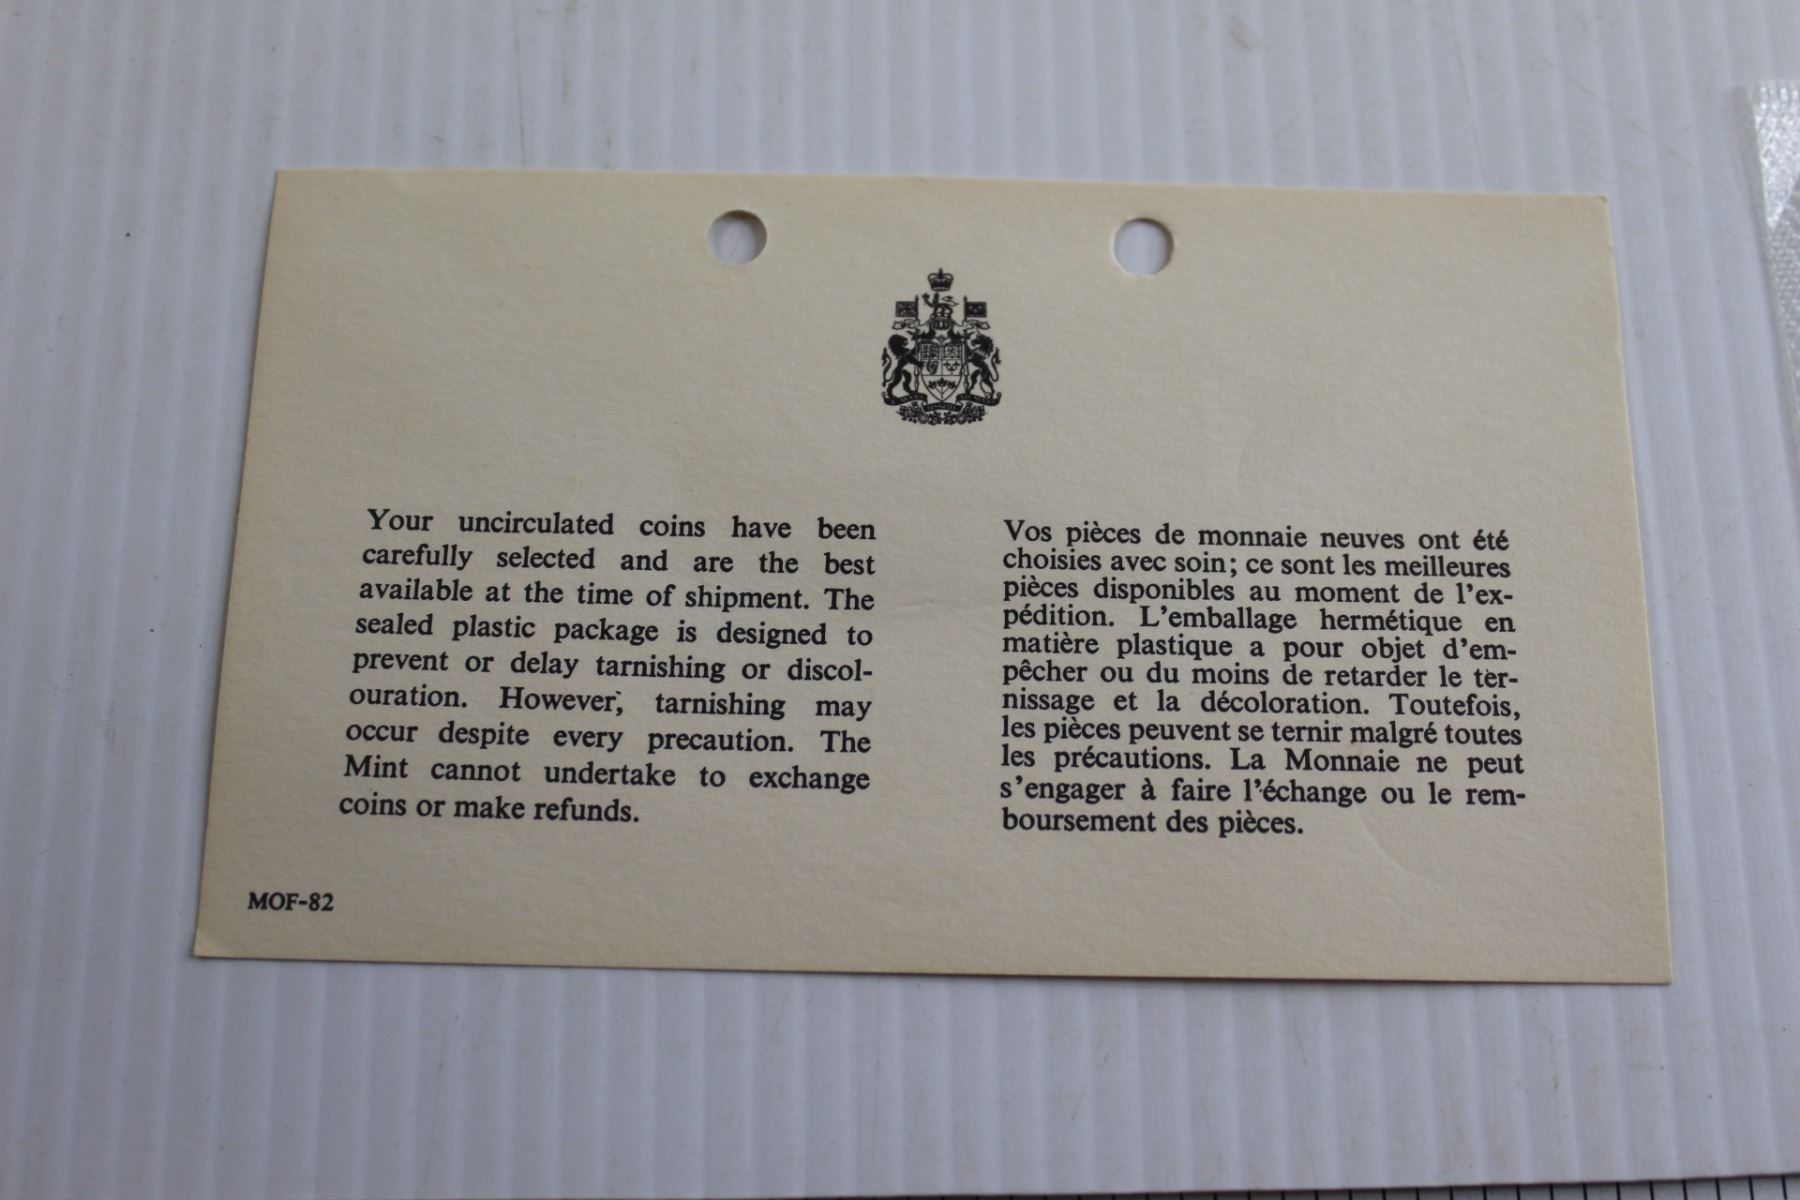 Your uncirculated coins have been
carefully selected and are the best
available at the time of shipment. The
sealed plastic package is designed to
prevent or delay tarnishing or discol-
ouration. However, tarnishing may
occur despite every precaution. The
Mint cannot undertake to exchange
coins or make refunds.
MOF-82
Vos pièces de monnaie neuves ont été
choisies avec soin; ce sont les meilleures
pièces disponibles au moment de l'ex-
pédition. L'emballage hermétique en
matière plastique a pour objet d'em-
pêcher ou du moins de retarder le ter-
nissage et la décoloration. Toutefois,
les pièces peuvent se ternir malgré toutes
les précautions. La Monnaie ne peut
s'engager à faire l'échange ou le rem-
boursement des pièces.